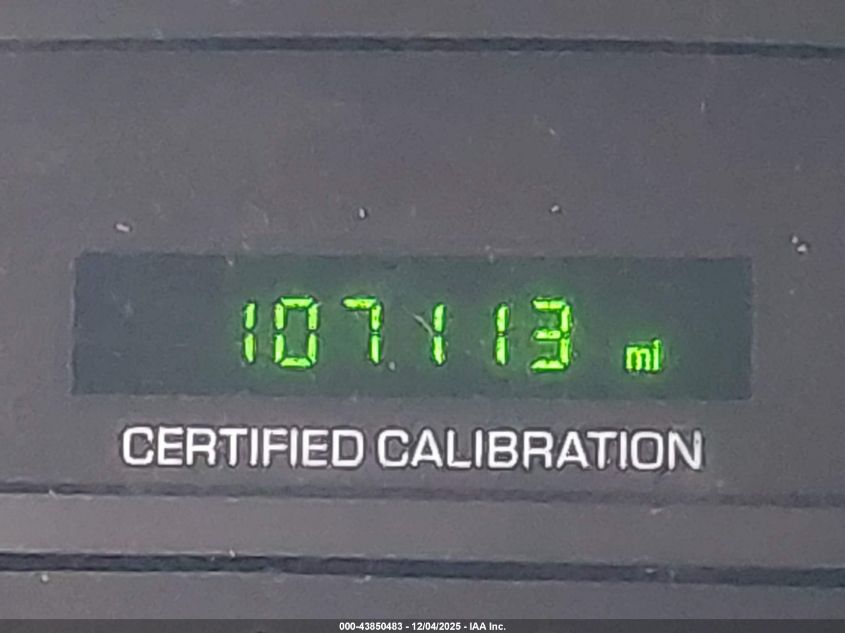 107113 mi
CERTIFIED CALIBRATION
000-43850483 - 12/04/2025 - IAA Inc.